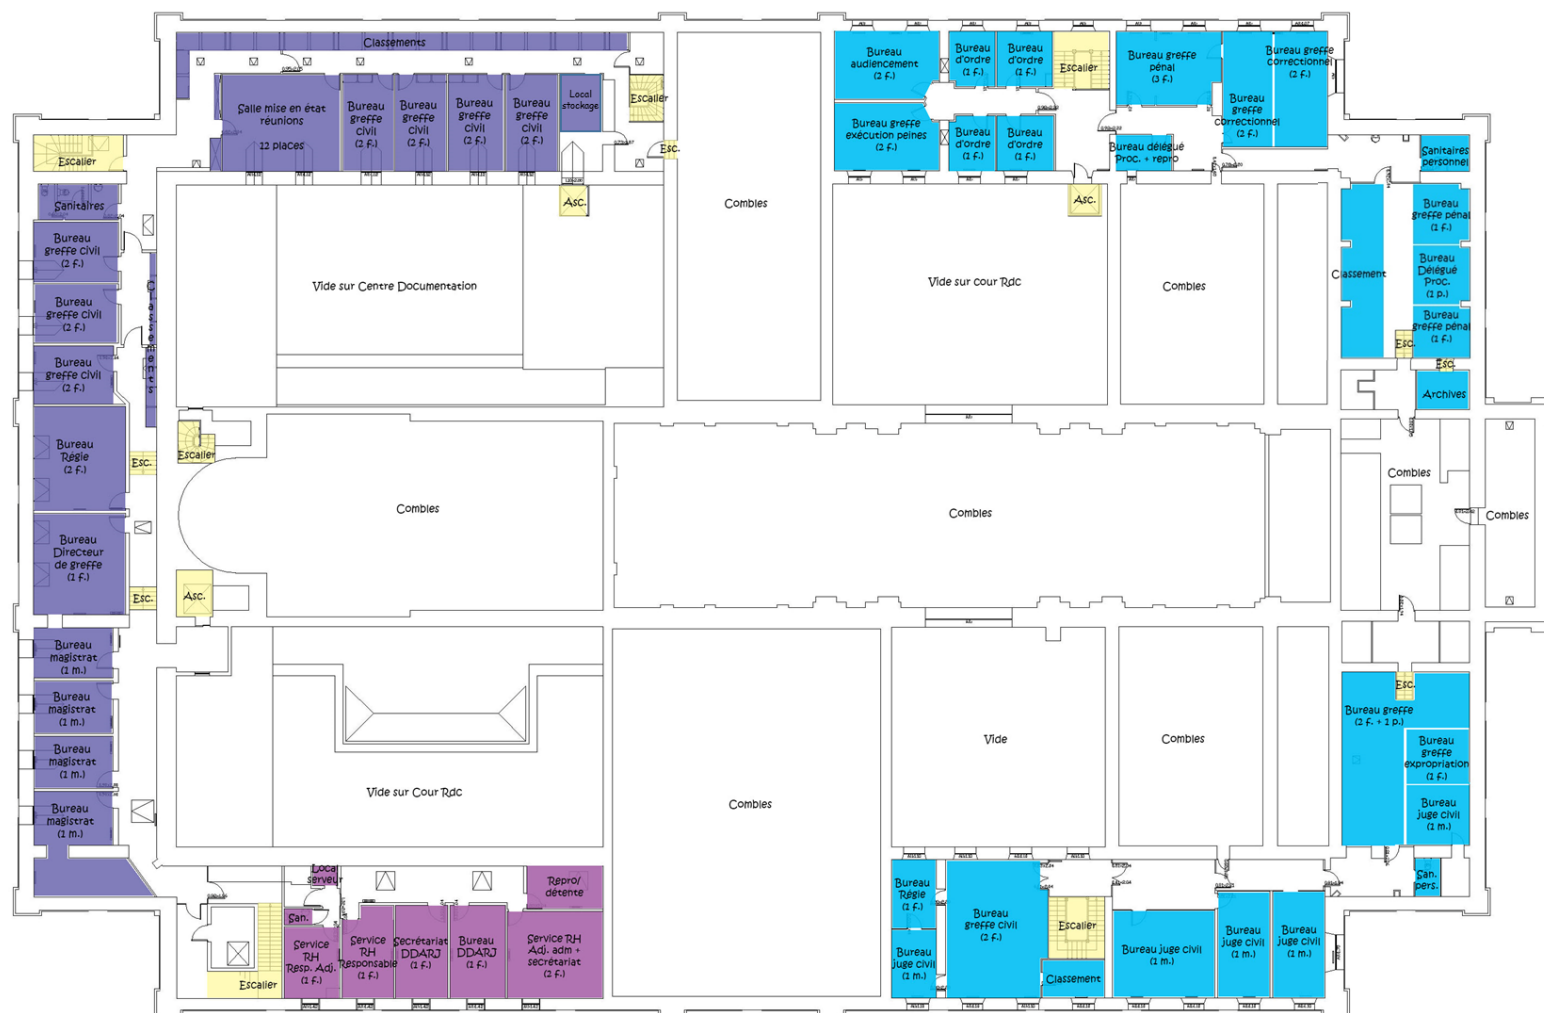 Classements
Salle mise en état
réunions
12 places
Bureau
greffe
civil
(2 f.)
Bureau
greffe
civil
(2 f.)
Bureau
greffe
civil
(2 f.)
Bureau
greffe
civil
(2 f.)
Local
stockage
Escalier
Esc.
Asc.
Escalier
Sanitaires
Bureau
greffe civil
(2 f.)
Bureau
greffe civil
(2 f.)
Bureau
greffe civil
(2 f.)
Classements
Bureau
Régie
(2 f.)
Esc.
Bureau
Directeur
de greffe
(1 f.)
Esc.
Escalier
Asc.
Bureau
magistrat
(1 m.)
Bureau
magistrat
(1 m.)
Bureau
magistrat
(1 m.)
Bureau
magistrat
(1 m.)
Vide sur Centre Documentation
Combles
Combles
Vide sur Cour Rdc
Combles
Bureau
audiencement
(2 f.)
Bureau
d'ordre
(1 f.)
Bureau
d'ordre
(1 f.)
Escalier
Bureau greffe
pénal
(3 f.)
Bureau greffe
correctionnel
(2 f.)
Bureau
greffe
correctionnel
(2 f.)
Bureau greffe
exécution peines
(2 f.)
Bureau
d'ordre
(1 f.)
Bureau
d'ordre
(1 f.)
Bureau délégué
Proc. + repro
Sanitaires
personnel
Asc.
Vide sur cour Rdc
Combles
Classement
Bureau
greffe pénal
(2 f.)
Bureau
Délégué
Proc.
(1 p.)
Bureau
greffe pénal
(1 f.)
Esc.
Esc.
Archives
Combles
Combles
Combles
Vide
Combles
Esc.
Bureau greffe
(2 f. + 1 p.)
Bureau
greffe
expropriation
(1 f.)
Bureau
juge civil
(1 m.)
San.
pers.
Local
serveur
San.
Service
RH
Resp. Adj.
(1 f.)
Service
RH
Responsable
(1 f.)
Secrétariat
DDARJ
(1 f.)
Bureau
DDARJ
(1 f.)
Repro/
détente
Service RH
Adj. adm +
secrétariat
(2 f.)
Escalier
Bureau
Régie
(1 f.)
Bureau
juge civil
(1 m.)
Bureau
greffe civil
(2 f.)
Escalier
Classement
Bureau juge civil
(1 m.)
Bureau
juge civil
(1 m.)
Bureau
juge civil
(1 m.)